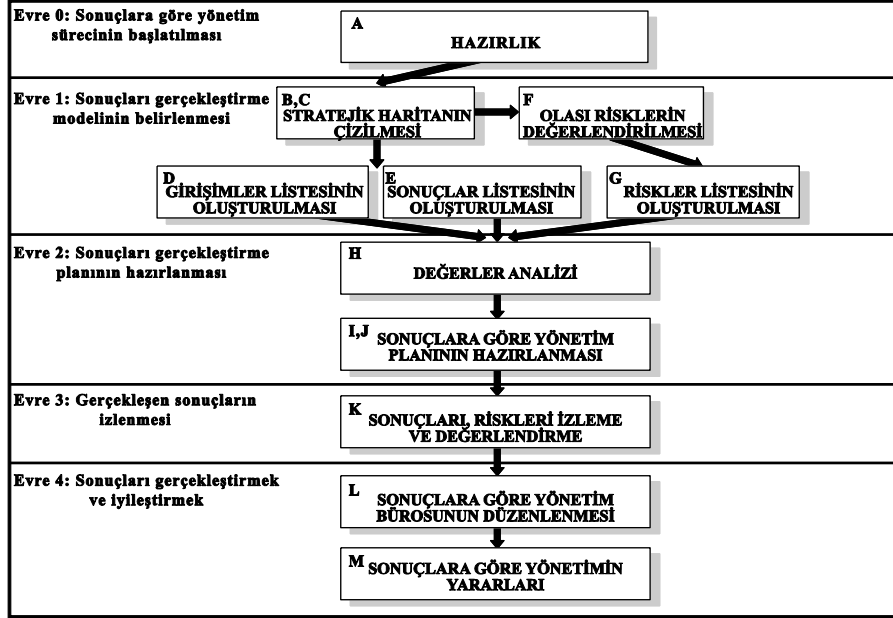 Evre 0: Sonuçlara göre yönetim
sürecinin başlatılması
A
HAZIRLIK
Evre 1: Sonuçları gerçekleştirme
modelinin belirlenmesi
B,C
STRATEJİK HARİTANIN
ÇİZİLMESİ
F
OLASI RİSKLERİN
DEĞERLENDİRİLMESİ
D
GİRİŞİMLER LİSTESİNİN
OLUŞTURULMASI
E
SONUÇLAR LİSTESİNİN
OLUŞTURULMASI
G
RİSKLER LİSTESİNİN
OLUŞTURULMASI
Evre 2: Sonuçları gerçekleştirme
planının hazırlanması
H
DEĞERLER ANALİZİ
I,J
SONUÇLARA GÖRE YÖNETİM
PLANININ HAZIRLANMASI
Evre 3: Gerçekleşen sonuçların
izlenmesi
K
SONUÇLARI, RİSKLERİ İZLEME
VE DEĞERLENDİRME
Evre 4: Sonuçları gerçekleştirmek
ve iyileştirmek
L
SONUÇLARA GÖRE YÖNETİM
BÜROSUNUN DÜZENLENMESİ
M
SONUÇLARA GÖRE YÖNETİMİN
YARARLARI